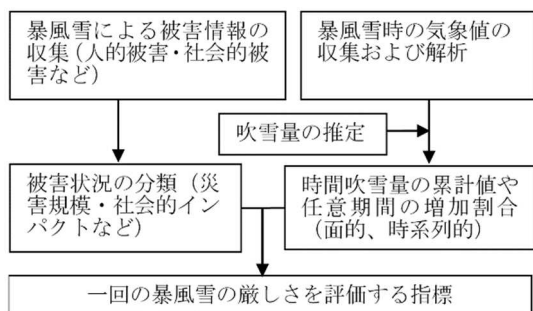 暴風雪による被害情報の
収集（人的被害・社会的被
害など）
暴風雪時の気象値の
収集および解析
吹雪量の推定
被害状況の分類（災
害規模・社会的イン
パクトなど）
時間吹雪量の累計値や
任意期間の増加割合
（面的、時系列的）
一回の暴風雪の厳しさを評価する指標